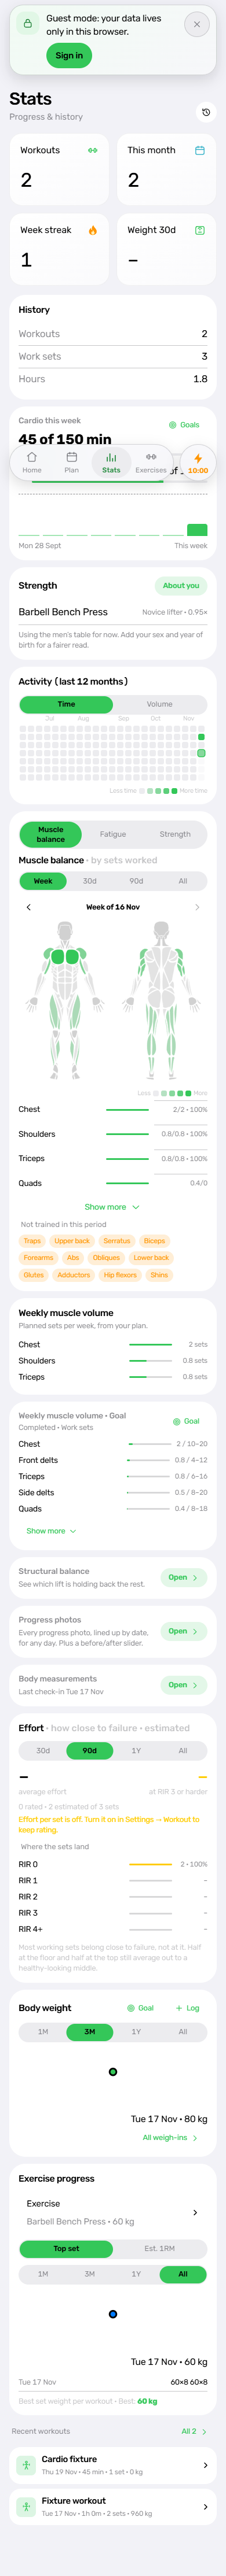 Guest mode: your data lives
only in this browser.
Sign in
Stats
Progress & history
Workouts
2
This month
2
Week streak
1
Weight 30d
–
History
Workouts 2
Work sets 3
Hours 1.8
Cardio this week
Goals
45 of 150 min
Home
Plan
Stats
Exercises
10:00
Mon 28 Sept This week
Strength
About you
Barbell Bench Press Novice lifter · 0.95×
Using the men's table for now. Add your sex and year of
birth for a fairer read.
Activity (last 12 months)
Time Volume
Jul Aug Sep Oct Nov
Less time More time
Muscle
balance
Fatigue Strength
Muscle balance · by sets worked
Week 30d 90d All
Week of 16 Nov
Less More
Chest 2/2 · 100%
Shoulders 0.8/0.8 · 100%
Triceps 0.8/0.8 · 100%
Quads 0.4/0
Show more
Not trained in this period
Traps Upper back Serratus Biceps
Forearms Abs Obliques Lower back
Glutes Adductors Hip flexors Shins
Weekly muscle volume
Planned sets per week, from your plan.
Chest 2 sets
Shoulders 0.8 sets
Triceps 0.8 sets
Weekly muscle volume · Goal
Completed · Work sets
Goal
Chest 2 / 10–20
Front delts 0.8 / 4–12
Triceps 0.8 / 6–16
Side delts 0.5 / 8–20
Quads 0.4 / 8–18
Show more
Structural balance
See which lift is holding back the rest.
Open
Progress photos
Every progress photo, lined up by date,
for any day. Plus a before/after slider.
Open
Body measurements
Last check-in Tue 17 Nov
Open
Effort · how close to failure · estimated
30d 90d 1Y All
– –
average effort at RIR 3 or harder
0 rated · 2 estimated of 3 sets
Effort per set is off. Turn it on in Settings → Workout to
keep rating.
Where the sets land
RIR 0 2 · 100%
RIR 1 –
RIR 2 –
RIR 3 –
RIR 4+ –
Most working sets belong close to failure, not at it. Half
at the floor and half at the top still average out to a
healthy-looking middle.
Body weight
Goal
Log
1M 3M 1Y All
Tue 17 Nov · 80 kg
All weigh-ins
Exercise progress
Exercise
Barbell Bench Press · 60 kg
Top set Est. 1RM
1M 3M 1Y All
Tue 17 Nov · 60 kg
Tue 17 Nov 60×8 60×8
Best set weight per workout · Best: 60 kg
Recent workouts All 2
Cardio fixture
Thu 19 Nov · 45 min · 1 set · 0 kg
Fixture workout
Tue 17 Nov · 1h 0m · 2 sets · 960 kg